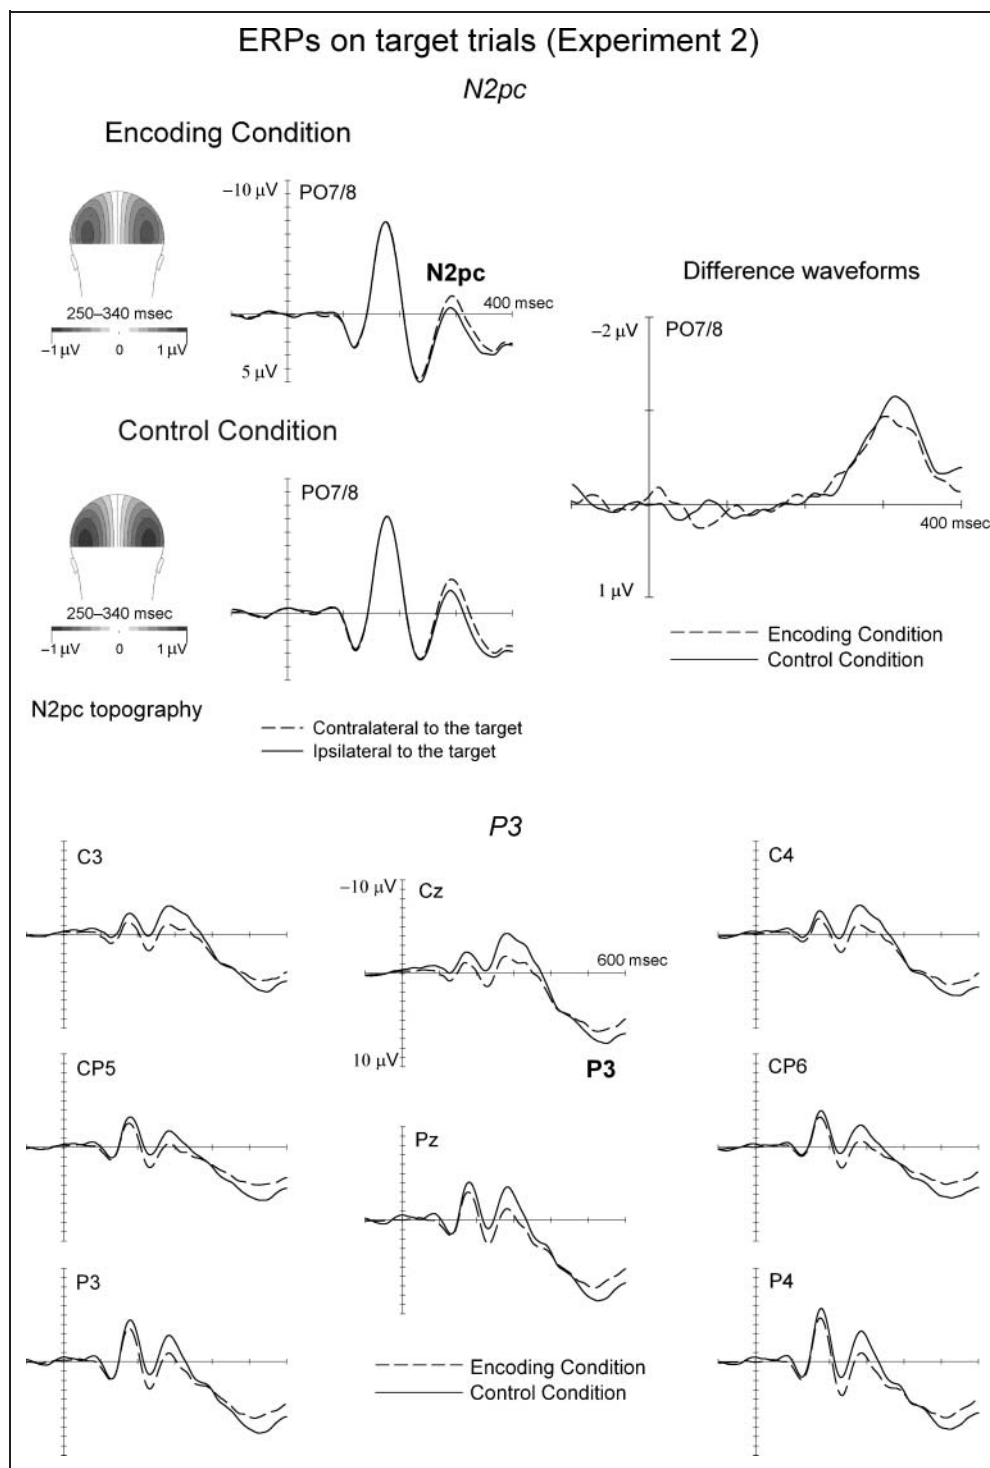 ERPs on target trials (Experiment 2)
N2pc
Encoding Condition
−10 µV
PO7/8
N2pc
400 msec
5 µV
250–340 msec
−1 µV 0 1 µV
Difference waveforms
−2 µV
PO7/8
400 msec
1 µV
Encoding Condition
Control Condition
Control Condition
PO7/8
250–340 msec
−1 µV 0 1 µV
N2pc topography
Contralateral to the target
Ipsilateral to the target
P3
C3
−10 µV
Cz
600 msec
10 µV
P3
C4
CP5
Pz
CP6
P3
P4
Encoding Condition
Control Condition